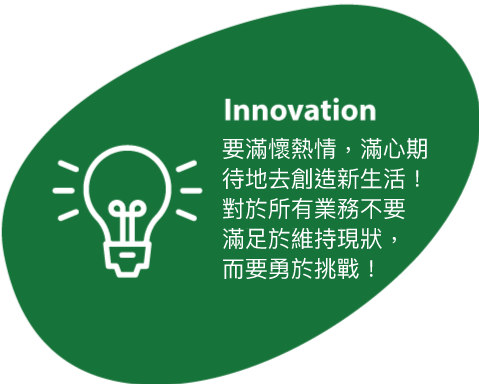 Innovation
要滿懷熱情，滿心期
待地去創造新生活！
對於所有業務不要
滿足於維持現狀，
而要勇於挑戰！